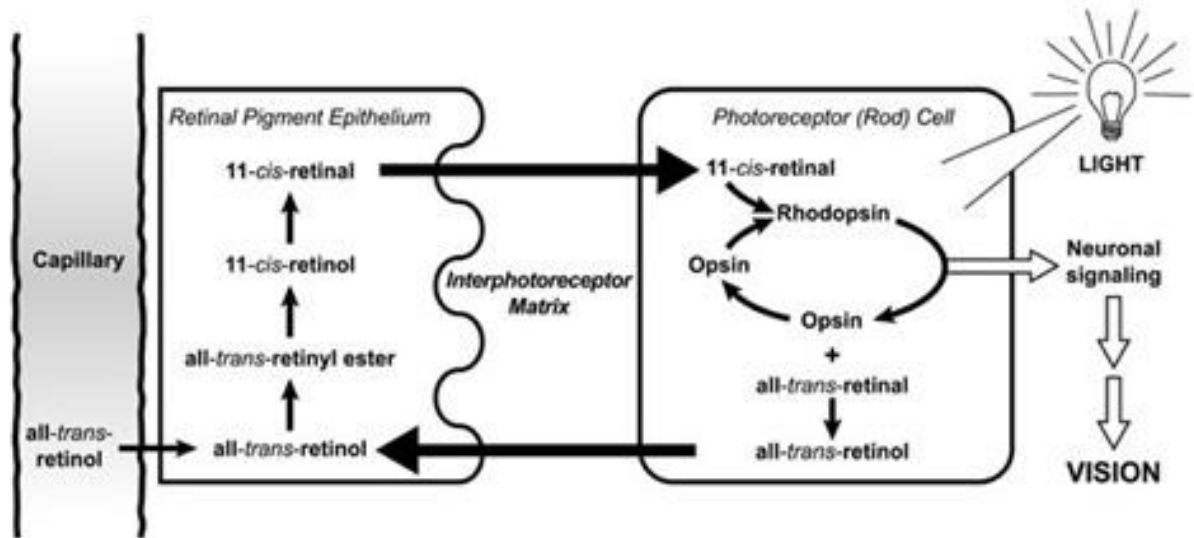 Capillary
all-trans-
retinol
Retinal Pigment Epithelium
11-cis-retinal
11-cis-retinol
all-trans-retinyl ester
all-trans-retinol
Interphotoreceptor
Matrix
Photoreceptor (Rod) Cell
11-cis-retinal
Rhodopsin
Opsin
Opsin
+
all-trans-retinal
all-trans-retinol
LIGHT
Neuronal
signaling
VISION